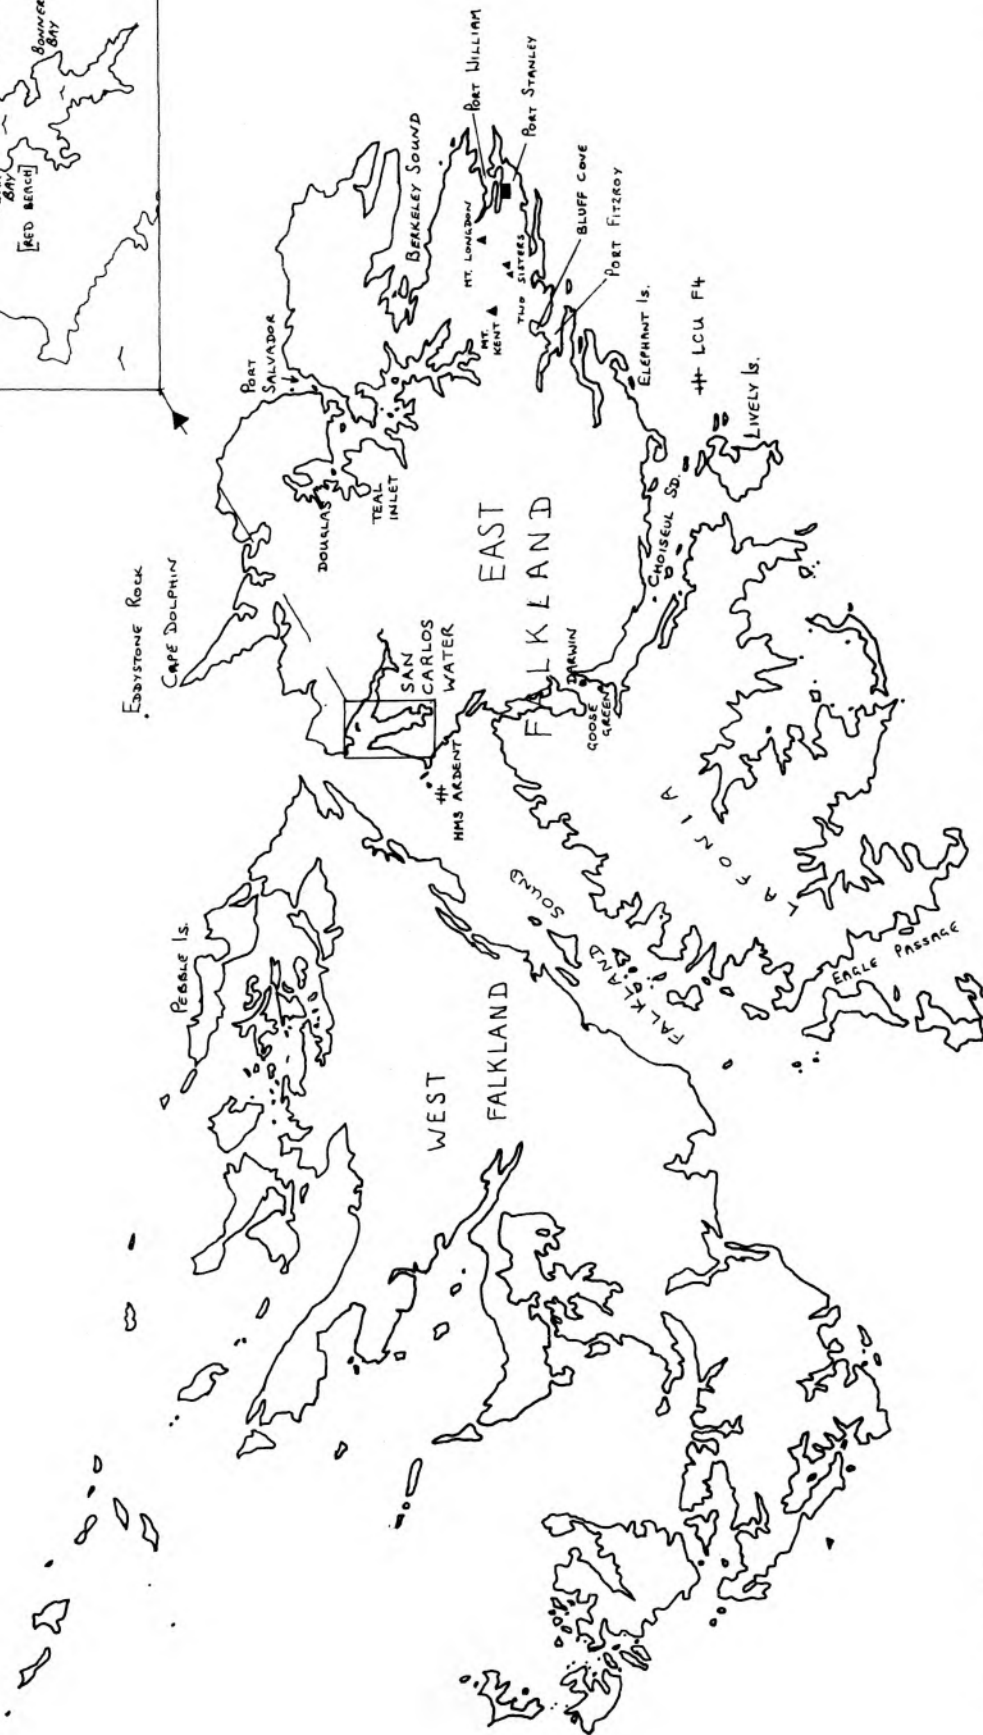 BONNER
BAY
BAY
[RED BEACH]
EDDYSTONE ROCK
CAPE DOLPHIN
PORT
SALVADOR
DOUGLAS
TEAL
INLET
BERKELEY SOUND
PORT WILLIAM
PORT STANLEY
MT. LONGDON
TWO SISTERS
MT.
KENT
BLUFF COVE
PORT FITZROY
ELEPHANT IS.
LCU F4
LIVELY IS.
CHOISEUL SD.
EAST
FALKLAND
SAN
CARLOS
WATER
HMS ARDENT
DARWIN
GOOSE
GREEN
LAFONIA
FALKLAND SOUND
EAGLE PASSAGE
PEBBLE IS.
WEST
FALKLAND